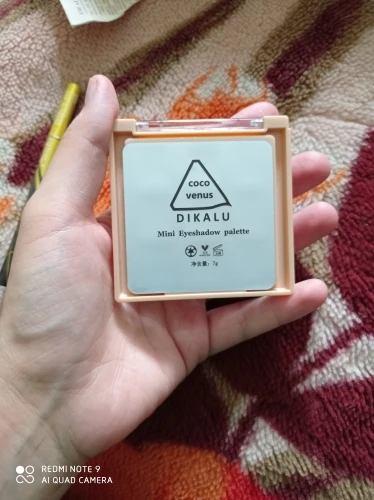 coco
venus
DIKALU
Mini Eyeshadow palette
净含量: 7g
REDMI NOTE 9
AI QUAD CAMERA